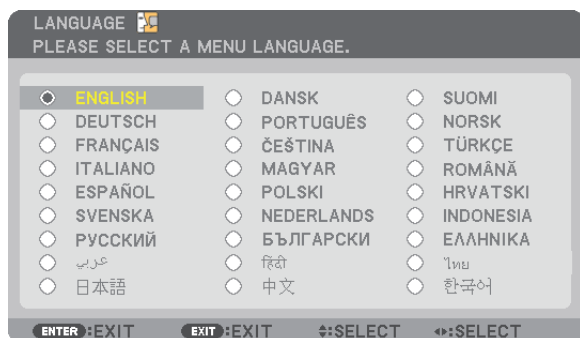 LANGUAGE
PLEASE SELECT A MENU LANGUAGE.
ENGLISH DANSK SUOMI
DEUTSCH PORTUGUÊS NORSK
FRANÇAIS ČEŠTINA TÜRKÇE
ITALIANO MAGYAR ROMÂNĂ
ESPAÑOL POLSKI HRVATSKI
SVENSKA NEDERLANDS INDONESIA
РУССКИЙ БЪЛГАРСКИ ΕΛΛΗΝΙΚΑ
عربي हिंदी ไทย
日本語 中文 한국어
ENTER :EXIT EXIT :EXIT :SELECT :SELECT